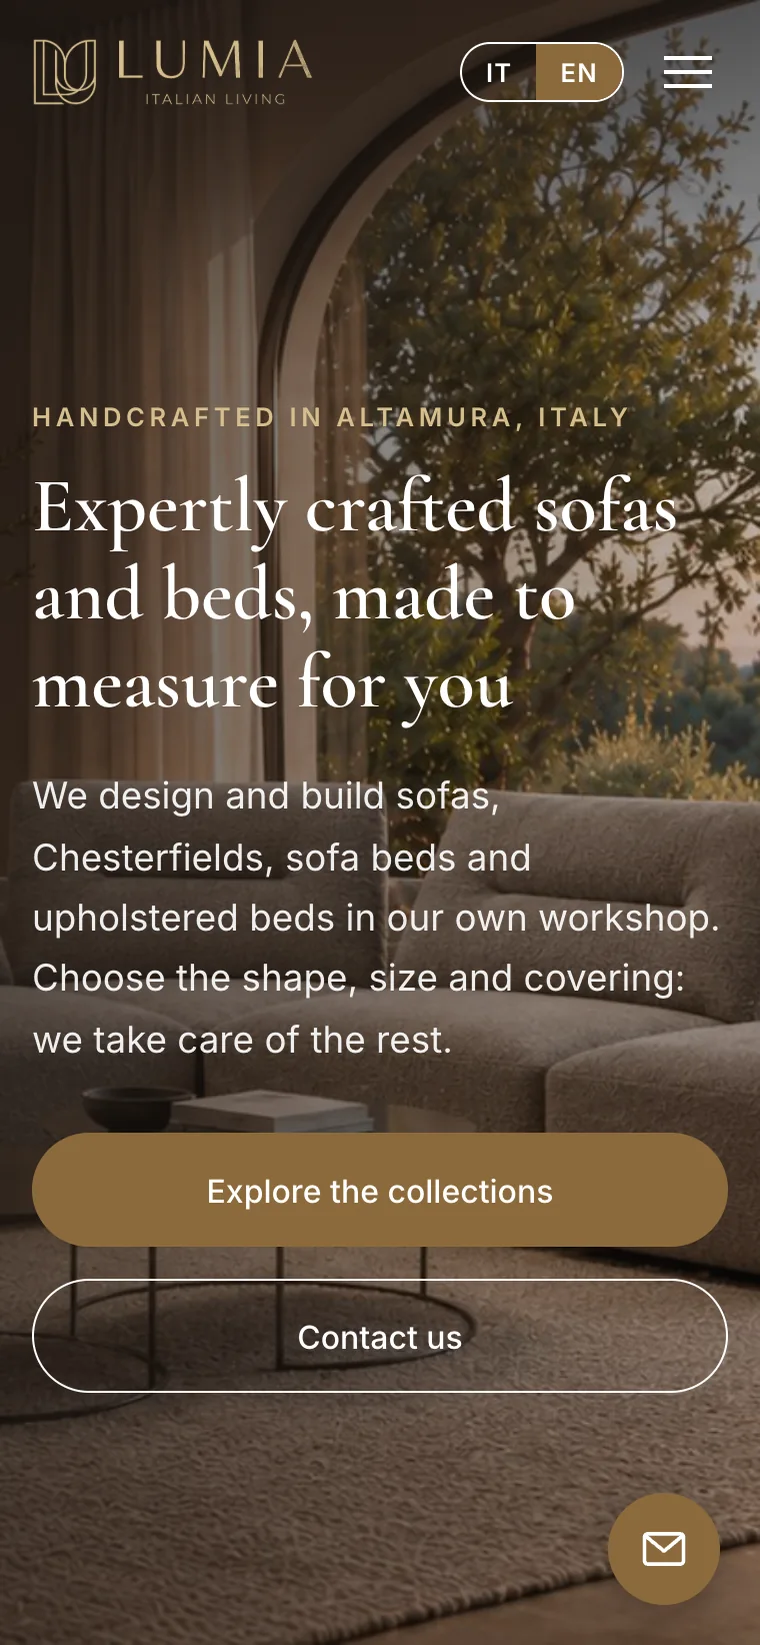 LUMIA
ITALIAN LIVING
IT EN
HANDCRAFTED IN ALTAMURA, ITALY
Expertly crafted sofas
and beds, made to
measure for you
We design and build sofas,
Chesterfields, sofa beds and
upholstered beds in our own workshop.
Choose the shape, size and covering:
we take care of the rest.
Explore the collections
Contact us